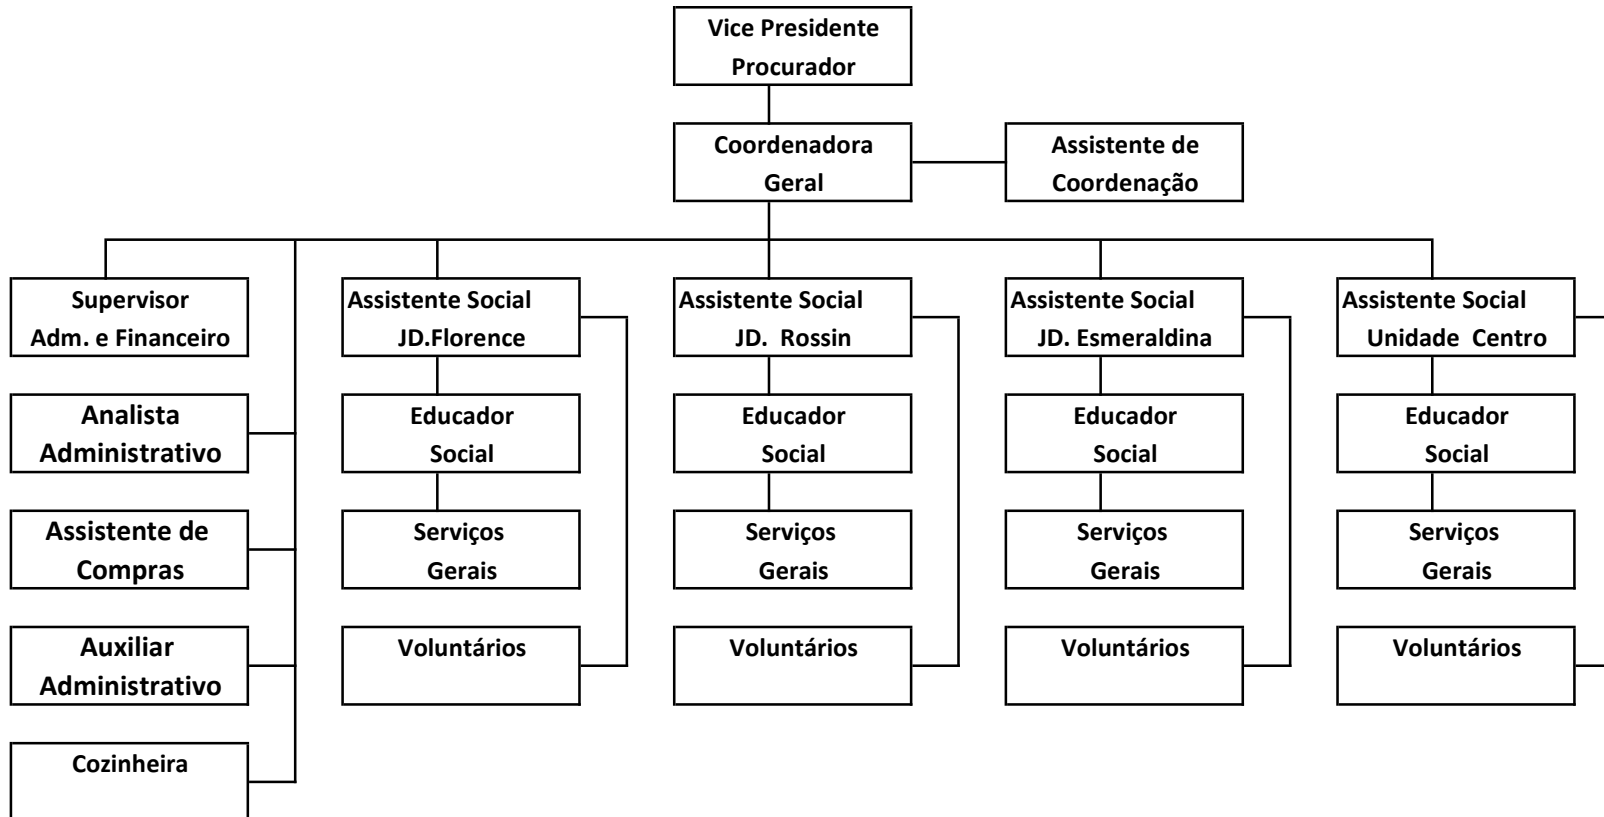 Vice Presidente
Procurador
Coordenadora
Geral
Assistente de
Coordenação
Supervisor
Adm. e Financeiro
Assistente Social
JD.Florence
Assistente Social
JD. Rossin
Assistente Social
JD. Esmeraldina
Assistente Social
Unidade Centro
Analista
Administrativo
Educador
Social
Educador
Social
Educador
Social
Educador
Social
Assistente de
Compras
Serviços
Gerais
Serviços
Gerais
Serviços
Gerais
Serviços
Gerais
Auxiliar
Administrativo
Voluntários
Voluntários
Voluntários
Voluntários
Cozinheira